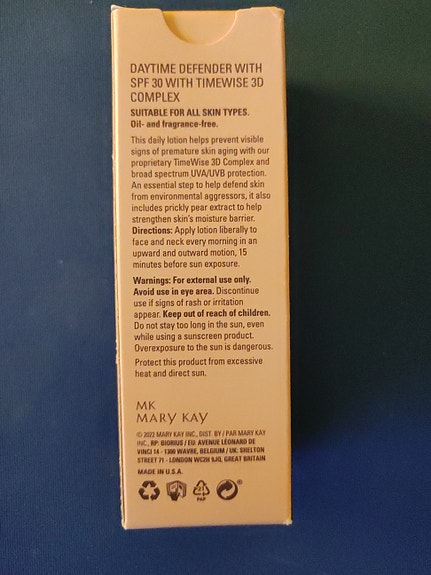 DAYTIME DEFENDER WITH
SPF 30 WITH TIMEWISE 3D
COMPLEX
SUITABLE FOR ALL SKIN TYPES.
Oil- and fragrance-free.
This daily lotion helps prevent visible
signs of premature skin aging with our
proprietary TimeWise 3D Complex and
broad spectrum UVA/UVB protection.
An essential step to help defend skin
from environmental aggressors, it also
includes prickly pear extract to help
strengthen skin's moisture barrier.
Directions: Apply lotion liberally to
face and neck every morning in an
upward and outward motion, 15
minutes before sun exposure.
Warnings: For external use only.
Avoid use in eye area. Discontinue
use if signs of rash or irritation
appear. Keep out of reach of children.
Do not stay too long in the sun, even
while using a sunscreen product.
Overexposure to the sun is dangerous.
Protect this product from excessive
heat and direct sun.
MK
MARY KAY
© 2022 MARY KAY INC., DIST. BY / PAR MARY KAY
INC., RP: BIORIUS / EU: AVENUE LÉONARD DE
VINCI 14 - 1300 WAVRE, BELGIUM / UK: SHELTON
STREET 71 - LONDON WC2H 9JQ, GREAT BRITAIN
MADE IN U.S.A.
21
PAP